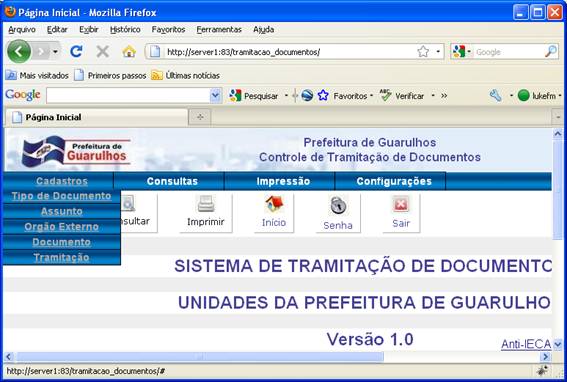 Página Inicial - Mozilla Firefox
Arquivo Editar Exibir Histórico Favoritos Ferramentas Ajuda
http://server1:83/tramitacao_documentos/
Google
Mais visitados Primeiros passos Últimas notícias
Google Pesquisar Favoritos Verificar lukefm
Página Inicial
Prefeitura de Guarulhos
Prefeitura de Guarulhos
Controle de Tramitação de Documentos
Cadastros Consultas Impressão Configurações
Tipo de Documento
Assunto
Orgão Externo
Documento
Tramitação
sultar Imprimir Início Senha Sair
SISTEMA DE TRAMITAÇÃO DE DOCUMENTO
UNIDADES DA PREFEITURA DE GUARULHO
Versão 1.0
Anti-IECA
http://server1:83/tramitacao_documentos/#